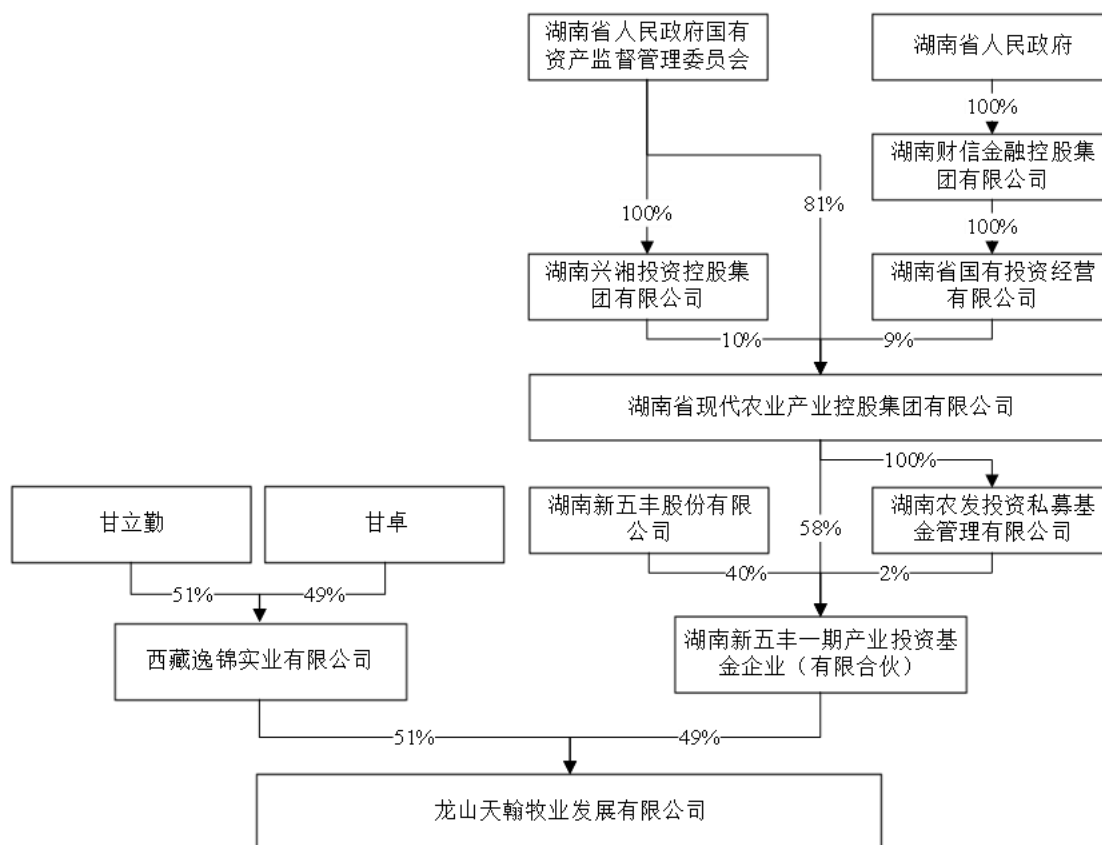 湖南省人民政府国有
资产监督管理委员会
湖南省人民政府
100%
湖南财信金融控股集
团有限公司
100%
81%
100%
湖南兴湘投资控股集
团有限公司
湖南省国有投资经营
有限公司
10%
9%
湖南省现代农业产业控股集团有限公司
100%
甘立勤
甘卓
湖南新五丰股份有限
公司
58%
湖南农发投资私募基
金管理有限公司
40%
2%
51%
49%
西藏逸锦实业有限公司
湖南新五丰一期产业投资基
金企业（有限合伙）
51%
49%
龙山天翰牧业发展有限公司